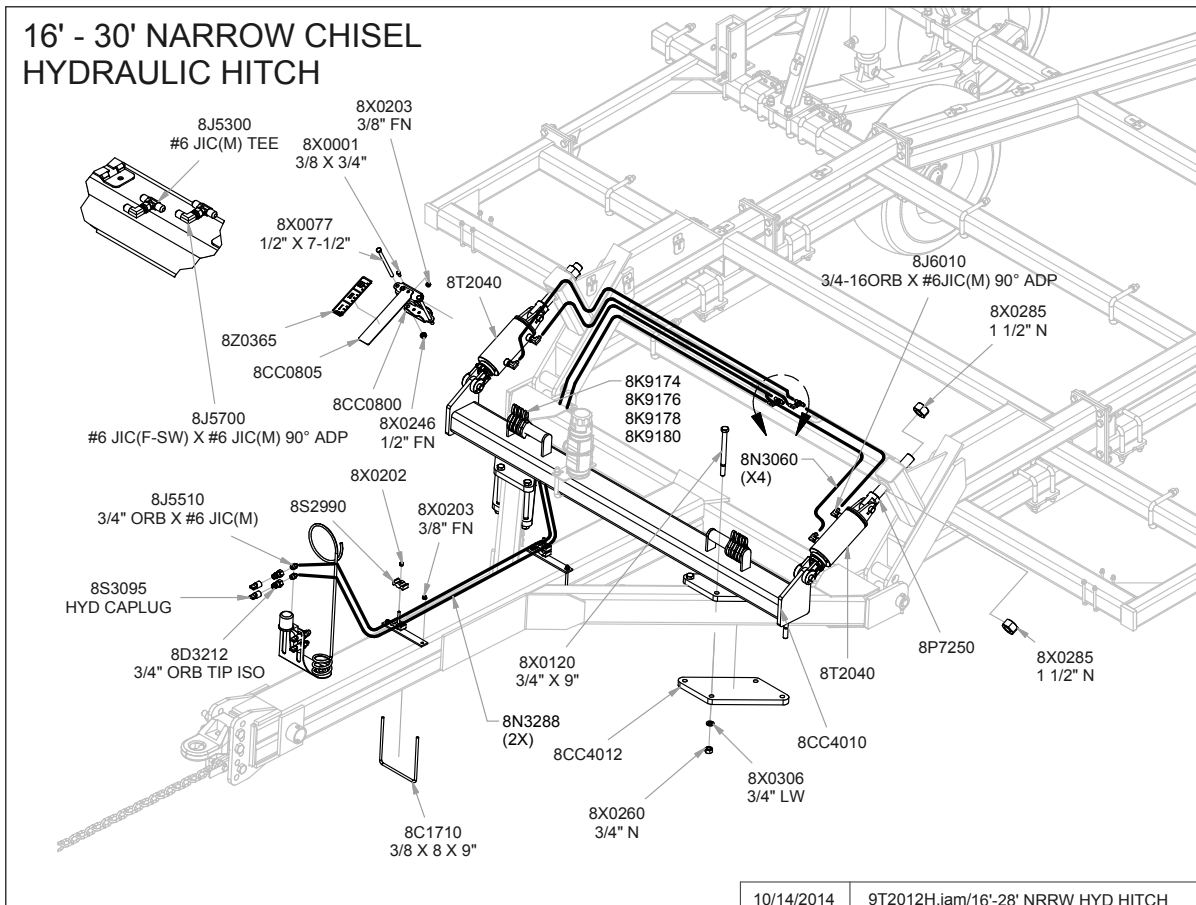 16' - 30' NARROW CHISEL
HYDRAULIC HITCH
8J5300
#6 JIC(M) TEE
8X0001
3/8 X 3/4"
8X0203
3/8" FN
8X0077
1/2" X 7-1/2"
8T2040
8Z0365
8CC0805
8CC0800
8X0246
1/2" FN
8J5700
#6 JIC(F-SW) X #6 JIC(M) 90° ADP
8K9174
8K9176
8K9178
8K9180
8J6010
3/4-16ORB X #6JIC(M) 90° ADP
8X0285
1 1/2" N
8N3060
(X4)
8X0202
8J5510
3/4" ORB X #6 JIC(M)
8S2990
8X0203
3/8" FN
8S3095
HYD CAPLUG
8D3212
3/4" ORB TIP ISO
8N3288
(2X)
8C1710
3/8 X 8 X 9"
8X0120
3/4" X 9"
8CC4012
8X0260
3/4" N
8X0306
3/4" LW
8CC4010
8T2040
8P7250
8X0285
1 1/2" N
10/14/2014
9T2012H.iam/16'-28' NRRW HYD HITCH